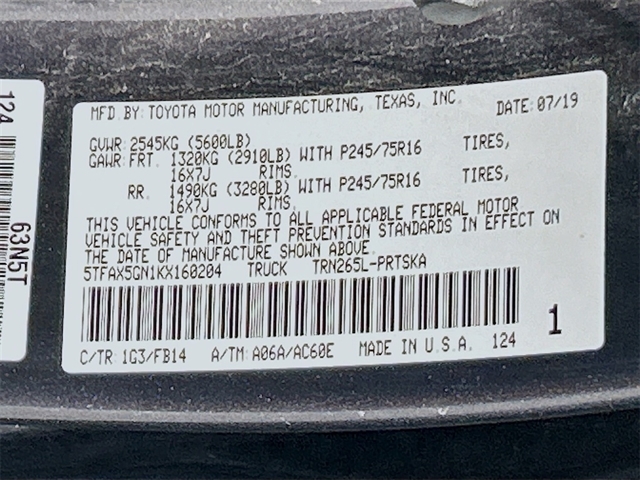 MFD.BY:TOYOTA MOTOR MANUFACTURING, TEXAS, INC. DATE:07/19
GVWR:2545KG (5600LB)
GAWR:FRT. 1320KG (2910LB) WITH P245/75R16 TIRES,
16X7J RIMS.
RR. 1490KG (3280LB) WITH P245/75R16 TIRES,
16X7J RIMS.
THIS VEHICLE CONFORMS TO ALL APPLICABLE FEDERAL MOTOR
VEHICLE SAFETY AND THEFT PREVENTION STANDARDS IN EFFECT ON
THE DATE OF MANUFACTURE SHOWN ABOVE.
5TFAX5GN1KX160204 TRUCK TRN265L-PRTSKA
1
C/TR:1G3/FB14 A/TM:A06A/AC60E MADE IN U.S.A. 124
124 63N5T